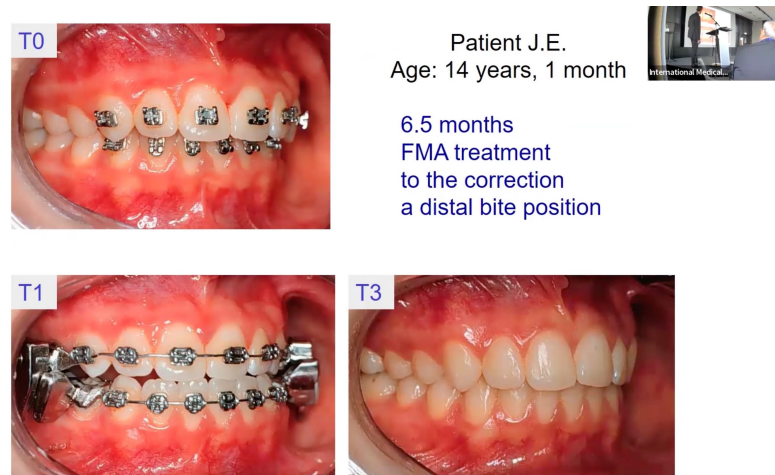 T0
Patient J.E.
Age: 14 years, 1 month
International Medical...
6.5 months
FMA treatment
to the correction
a distal bite position
T1
T3